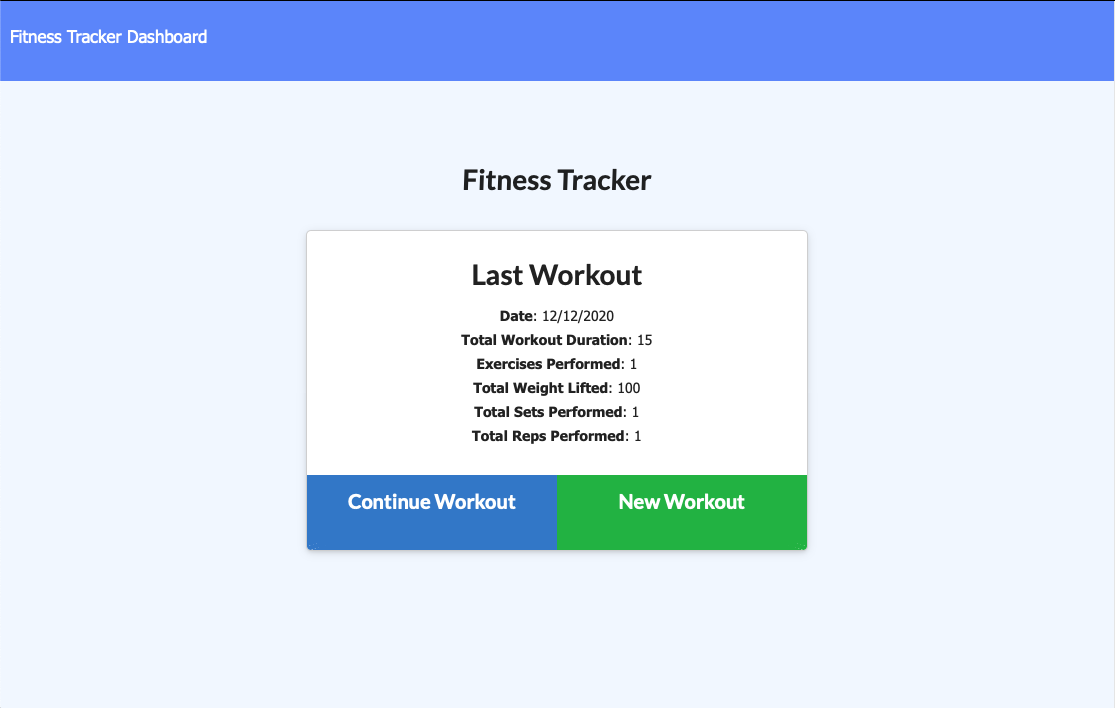 Fitness Tracker Dashboard
Fitness Tracker
Last Workout
Date: 12/12/2020
Total Workout Duration: 15
Exercises Performed: 1
Total Weight Lifted: 100
Total Sets Performed: 1
Total Reps Performed: 1
Continue Workout
New Workout